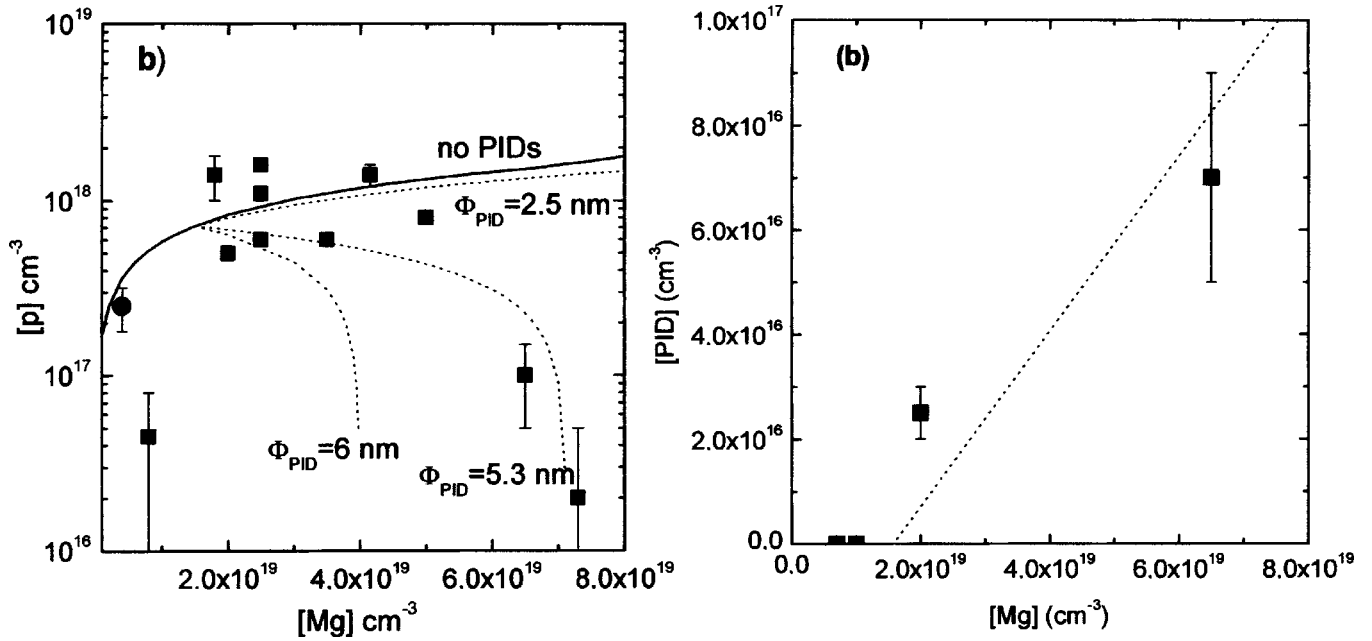 10¹⁹
b)
no PIDs
10¹⁸
Φ_PID=2.5 nm
[p] cm⁻³
10¹⁷
Φ_PID=6 nm
Φ_PID=5.3 nm
10¹⁶
2.0x10¹⁹ 4.0x10¹⁹ 6.0x10¹⁹ 8.0x10¹⁹
[Mg] cm⁻³
1.0x10¹⁷
(b)
8.0x10¹⁶
6.0x10¹⁶
[PID] (cm⁻³)
4.0x10¹⁶
2.0x10¹⁶
0.0
0.0 2.0x10¹⁹ 4.0x10¹⁹ 6.0x10¹⁹ 8.0x10¹⁹
[Mg] (cm⁻³)